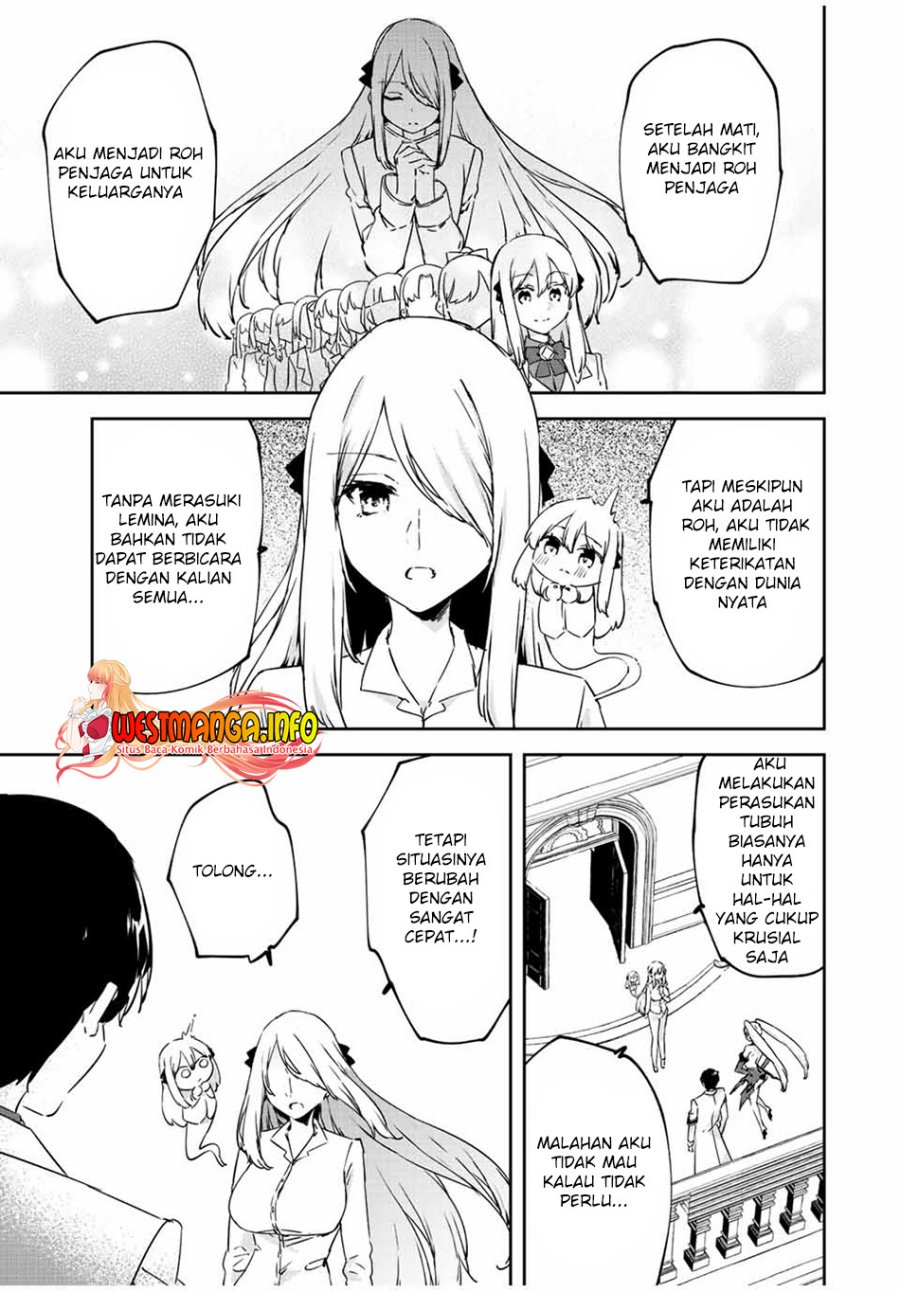 SETELAH MATI,
AKU BANGKIT
MENJADI ROH
PENJAGA
AKU MENJADI ROH
PENJAGA UNTUK
KELUARGANYA
TAPI MESKIPUN
AKU ADALAH
ROH, AKU TIDAK
MEMILIKI
KETERIKATAN
DENGAN DUNIA
NYATA
TANPA MERASUKI
LEMINA, AKU
BAHKAN TIDAK
DAPAT BERBICARA
DENGAN KALIAN
SEMUA...
WESTMANGA.INFO
Situs Baca Komik Berbahasa Indonesia
AKU
MELAKUKAN
PERASUKAN
TUBUH
BIASANYA
HANYA
UNTUK
HAL-HAL
YANG CUKUP
KRUSIAL
SAJA
MALAHAN AKU
TIDAK MAU
KALAU TIDAK
PERLU...
TETAPI
SITUASINYA
BERUBAH
DENGAN
SANGAT
CEPAT...!
TOLONG...